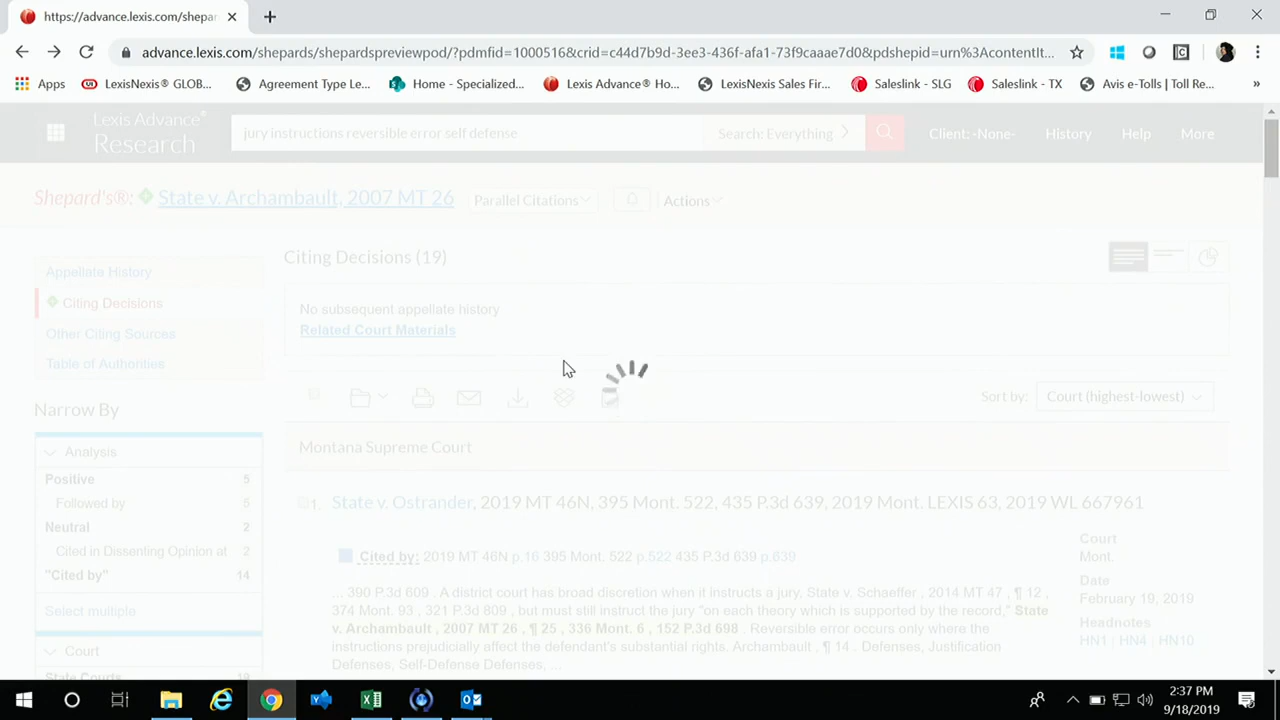 https://advance.lexis.com/shepar
advance.lexis.com/shepards/shepardspreviewpod/?pdmfid=1000516&crid=c44d7b9d-3ee3-436f-afa1-73f9caaae7d0&pdshepid=urn%3AcontentIt...
Apps LexisNexis® GLOB... Agreement Type Le... Home - Specialized... Lexis Advance® Ho... LexisNexis Sales Fir... Saleslink - SLG Saleslink - TX Avis e-Tolls | Toll Re... »
Lexis Advance®
Research
jury instructions reversible error self defense Search: Everything Client: -None- History Help More
Shepard's®: State v. Archambault, 2007 MT 26 Parallel Citations Actions
Appellate History
Citing Decisions
Other Citing Sources
Table of Authorities
Narrow By
Analysis
Positive 5
Followed by 5
Neutral 2
Cited in Dissenting Opinion at 2
"Cited by" 14
Select multiple
Court
State Courts 19
Citing Decisions (19)
No subsequent appellate history
Related Court Materials
Sort by: Court (highest-lowest)
Montana Supreme Court
1. State v. Ostrander, 2019 MT 46N, 395 Mont. 522, 435 P.3d 639, 2019 Mont. LEXIS 63, 2019 WL 667961
Cited by: 2019 MT 46N p.16 395 Mont. 522 p.522 435 P.3d 639 p.639
... 390 P.3d 609 . A district court has broad discretion when it instructs a jury, State v. Schaeffer , 2014 MT 47 , ¶ 12 ,
374 Mont. 93 , 321 P.3d 809 , but must still instruct the jury "on each theory which is supported by the record," State
v. Archambault , 2007 MT 26 , ¶ 25 , 336 Mont. 6 , 152 P.3d 698 . Reversible error occurs only where the
instructions prejudicially affect the defendant's substantial rights. Archambault , ¶ 14 . Defenses, Justification
Defenses, Self-Defense Defenses, ...
Court
Mont.
Date
February 19, 2019
Headnotes
HN1 | HN4 | HN10
2:37 PM
9/18/2019